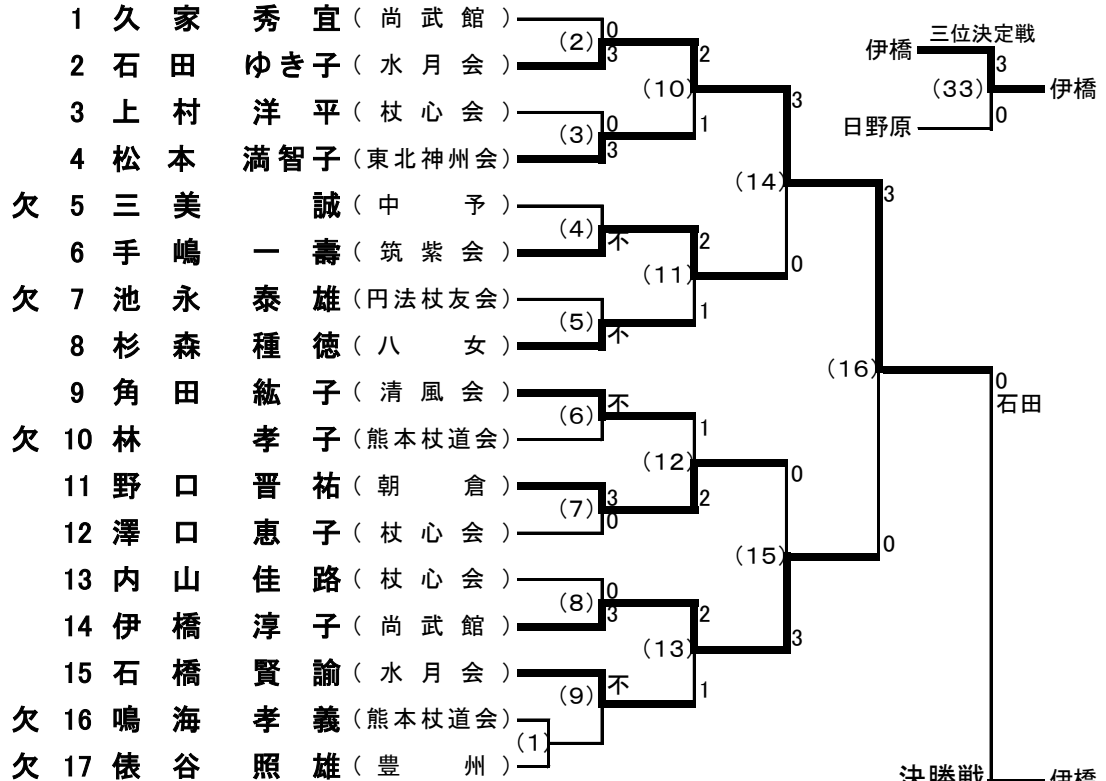 1 久家 秀宜 (尚武館)
2 石田 ゆき子 (水月会)
3 上村 洋平 (杖心会)
4 松本 満智子 (東北神州会)
欠 5 三美 誠 (中予)
6 手嶋 一壽 (筑紫会)
欠 7 池永 泰雄 (円法杖友会)
8 杉森 種徳 (八女)
9 角田 紘子 (清風会)
欠 10 林 孝子 (熊本杖道会)
11 野口 晋祐 (朝倉)
12 澤口 恵子 (杖心会)
13 内山 佳路 (杖心会)
14 伊橋 淳子 (尚武館)
15 石橋 賢諭 (水月会)
欠 16 鳴海 孝義 (熊本杖道会)
欠 17 俵谷 照雄 (豊州)
(1)
(2) 0 3
(3) 0 3
(4) 不
(5) 不
(6) 不
(7) 3 0
(8) 0 3
(9) 不
(10) 2 1
(11) 2 1
(12) 1 2
(13) 2 1
(14) 3 0
(15) 0 3
(16) 3 0
0
石田
三位決定戦
伊橋 3
(33) 伊橋
日野原 0
決勝戦 伊橋